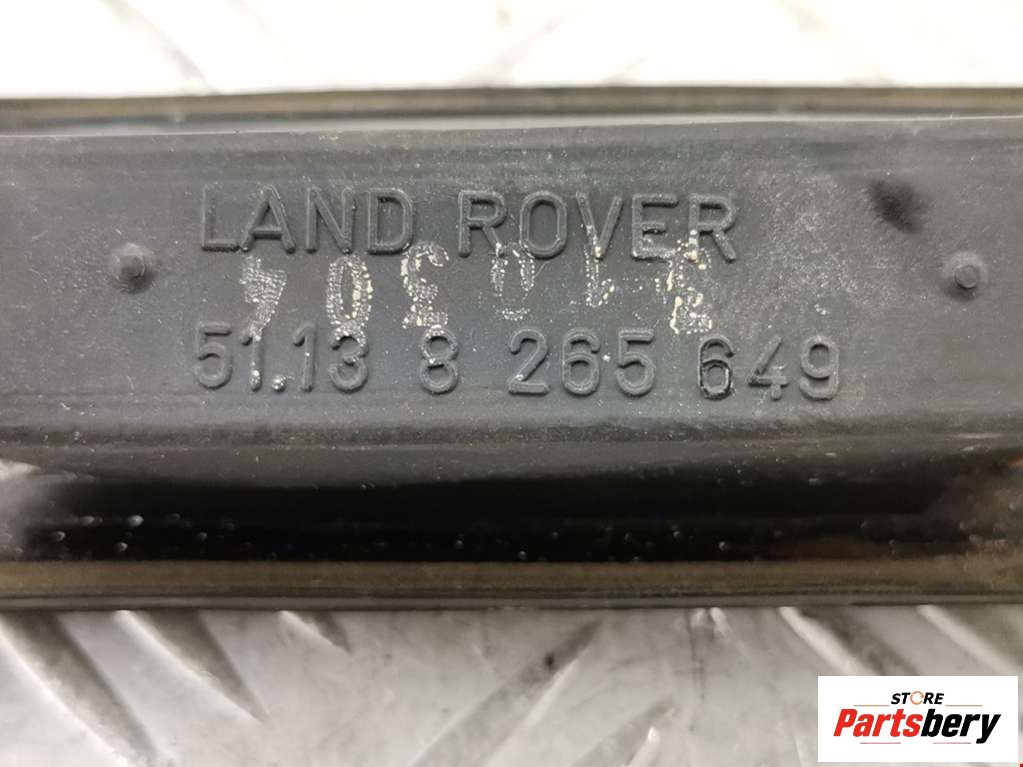 LAND ROVER
51.13 8 265 649
STORE
Partsbery